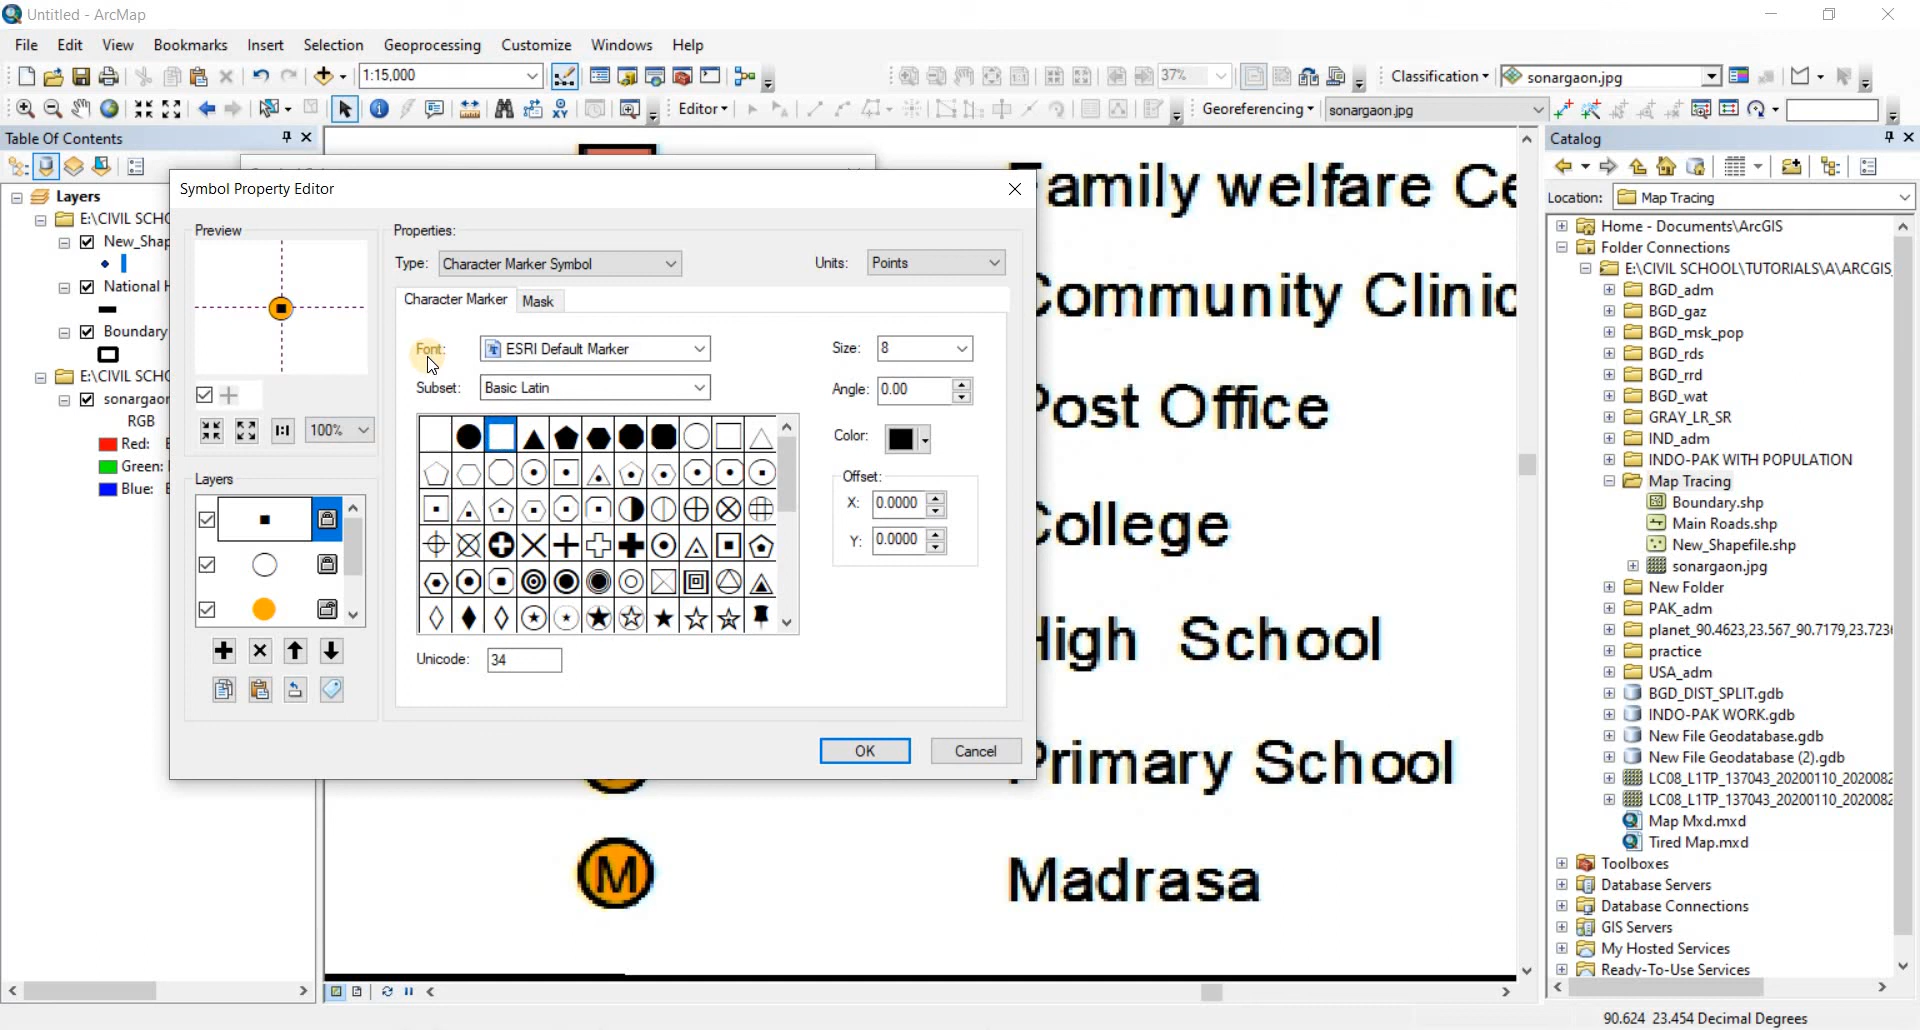 Untitled - ArcMap
File Edit View Bookmarks Insert Selection Geoprocessing Customize Windows Help
1:15,000
37%
Classification
sonargaon.jpg
Editor
Georeferencing
sonargaon.jpg
Table Of Contents
Layers
E:\CIVIL SCHO
New_Shap
National H
Boundary
E:\CIVIL SCHO
sonargaon
RGB
Red:
Green:
Blue:
Symbol Property Editor
Preview
100%
Layers
Properties:
Type: Character Marker Symbol
Units: Points
Character Marker Mask
Font: ESRI Default Marker
Size: 8
Subset: Basic Latin
Angle: 0.00
Color:
Offset:
X: 0.0000
Y: 0.0000
Unicode: 34
OK Cancel
Family welfare Ce
Community Clinic
Post Office
College
High School
Primary School
M Madrasa
Catalog
Location: Map Tracing
Home - Documents\ArcGIS
Folder Connections
E:\CIVIL SCHOOL\TUTORIALS\A\ARCGIS
BGD_adm
BGD_gaz
BGD_msk_pop
BGD_rds
BGD_rrd
BGD_wat
GRAY_LR_SR
IND_adm
INDO-PAK WITH POPULATION
Map Tracing
Boundary.shp
Main Roads.shp
New_Shapefile.shp
sonargaon.jpg
New Folder
PAK_adm
planet_90.4623,23.567_90.7179,23.723
practice
USA_adm
BGD_DIST_SPLIT.gdb
INDO-PAK WORK.gdb
New File Geodatabase.gdb
New File Geodatabase (2).gdb
LC08_L1TP_137043_20200110_2020082
LC08_L1TP_137043_20200110_2020082
Map Mxd.mxd
Tired Map.mxd
Toolboxes
Database Servers
Database Connections
GIS Servers
My Hosted Services
Ready-To-Use Services
90.624 23.454 Decimal Degrees